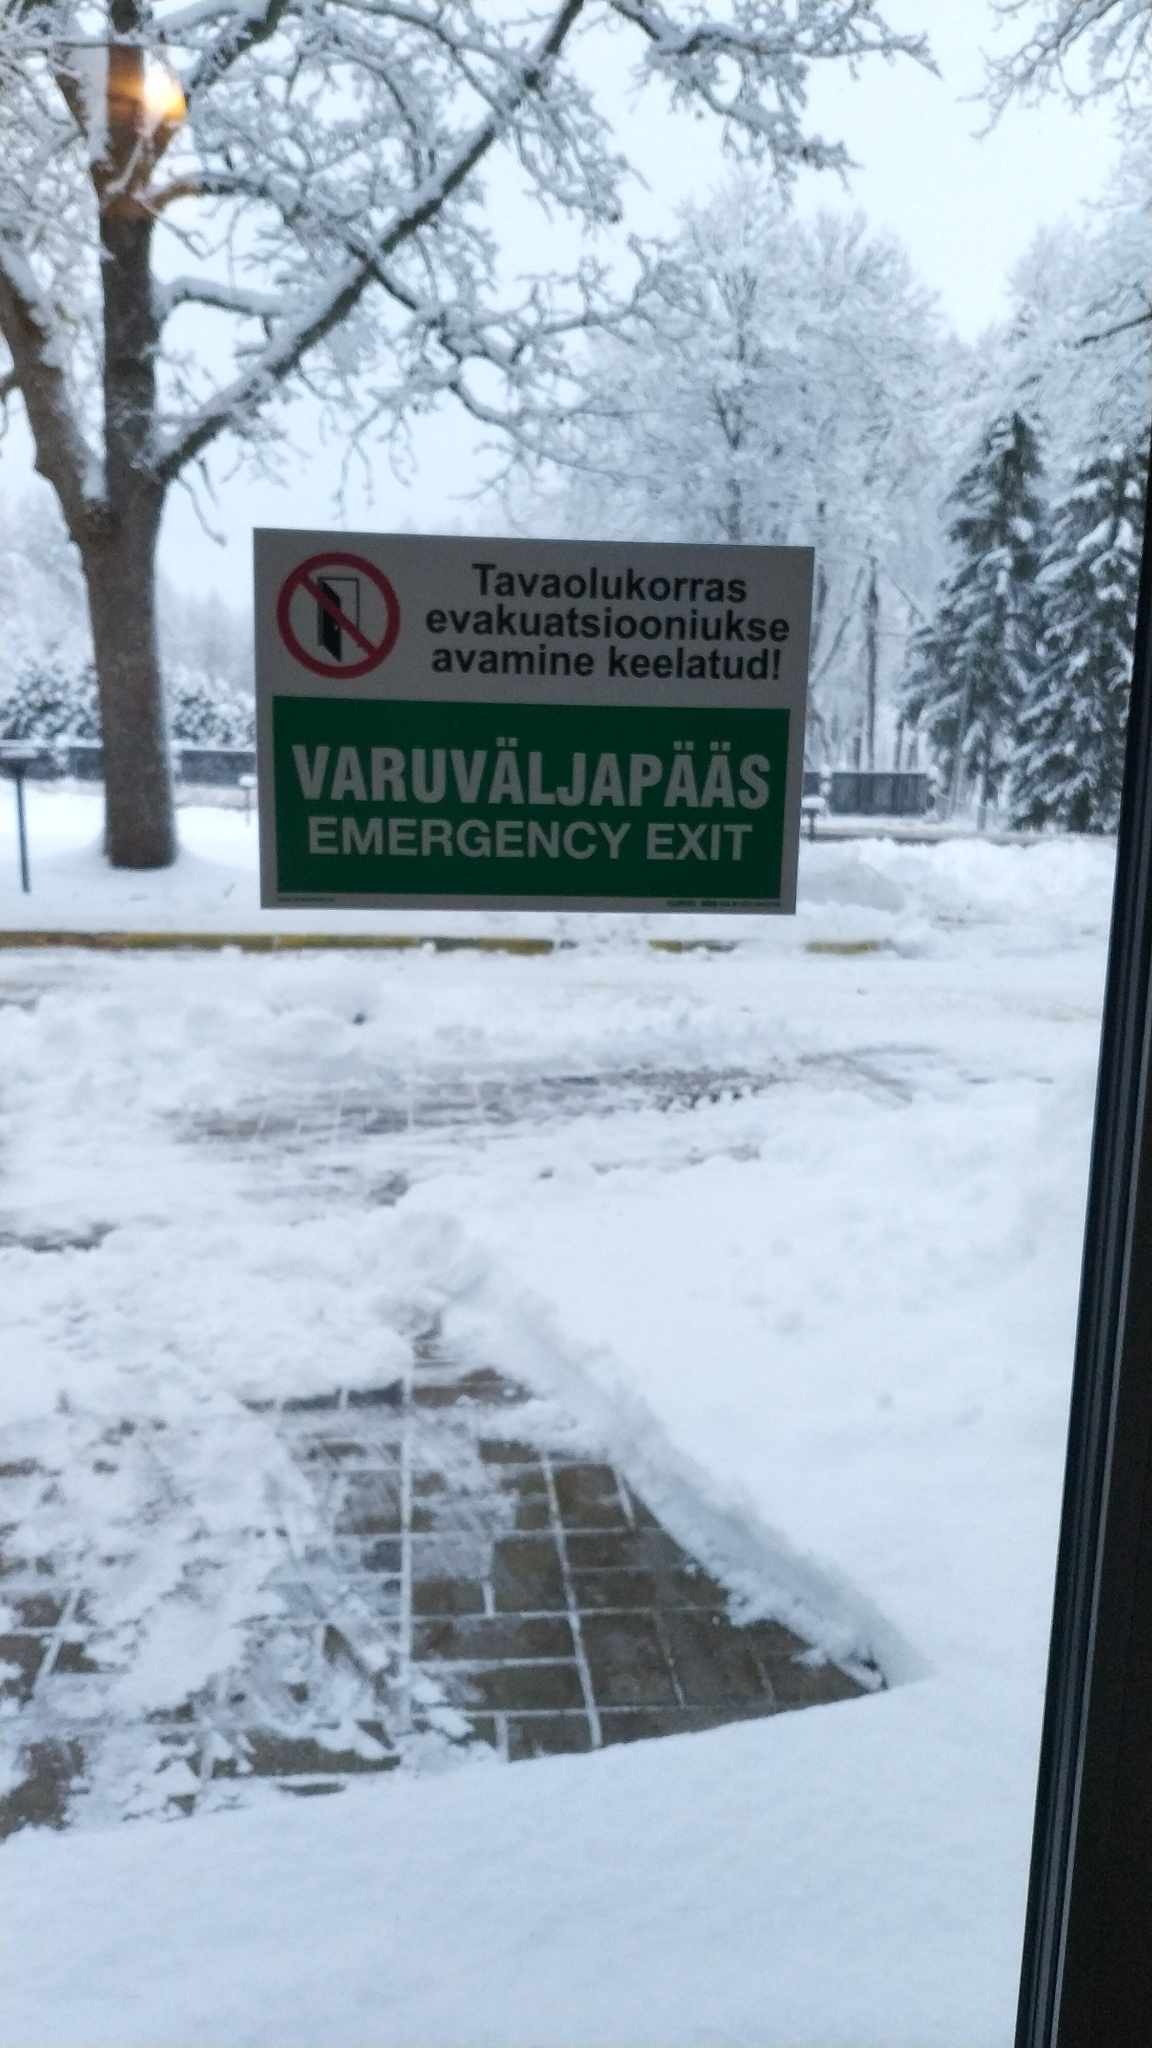 Tavaolukorras
evakuatsiooniukse
avamine keelatud!
VARUVÄLJAPÄÄS
EMERGENCY EXIT